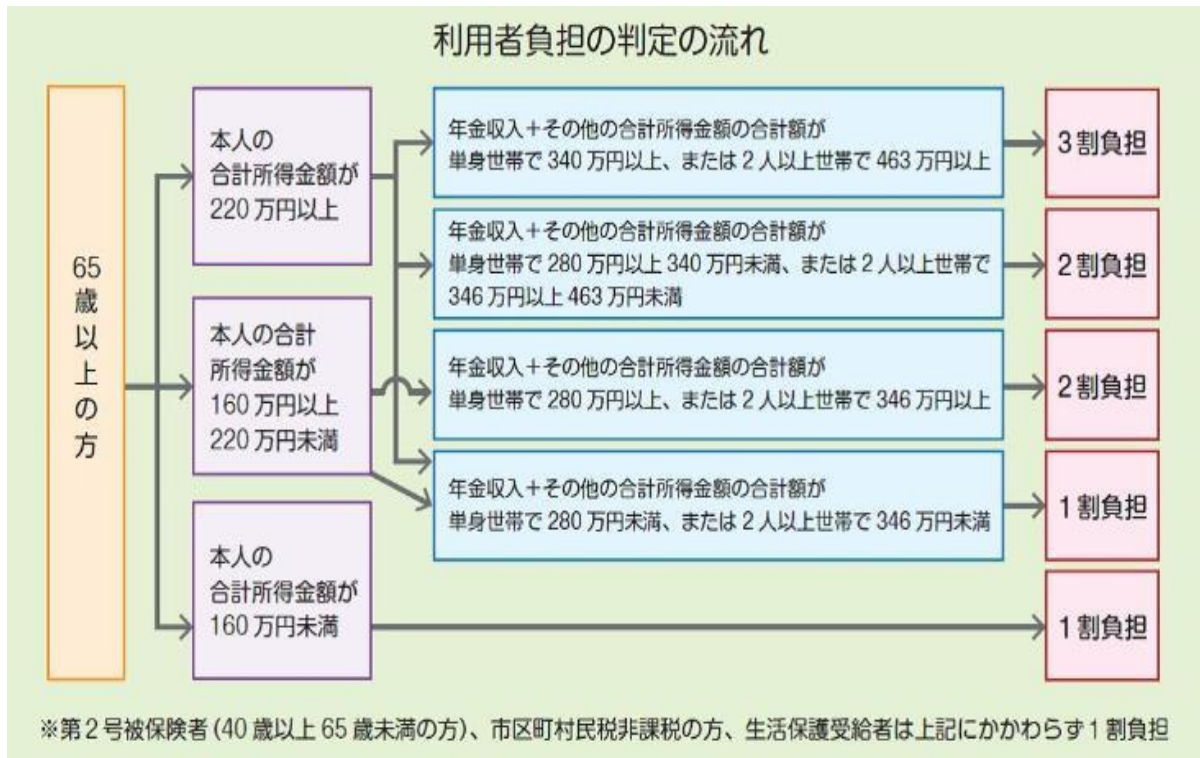 利用者負担の判定の流れ
65歳以上の方
本人の
合計所得金額が
220万円以上
年金収入＋その他の合計所得金額の合計額が
単身世帯で340万円以上、または2人以上世帯で463万円以上
3割負担
年金収入＋その他の合計所得金額の合計額が
単身世帯で280万円以上340万円未満、または2人以上世帯で
346万円以上463万円未満
2割負担
本人の合計
所得金額が
160万円以上
220万円未満
年金収入＋その他の合計所得金額の合計額が
単身世帯で280万円以上、または2人以上世帯で346万円以上
2割負担
年金収入＋その他の合計所得金額の合計額が
単身世帯で280万円未満、または2人以上世帯で346万円未満
1割負担
本人の
合計所得金額が
160万円未満
1割負担
※第2号被保険者(40歳以上65歳未満の方)、市区町村民税非課税の方、生活保護受給者は上記にかかわらず1割負担